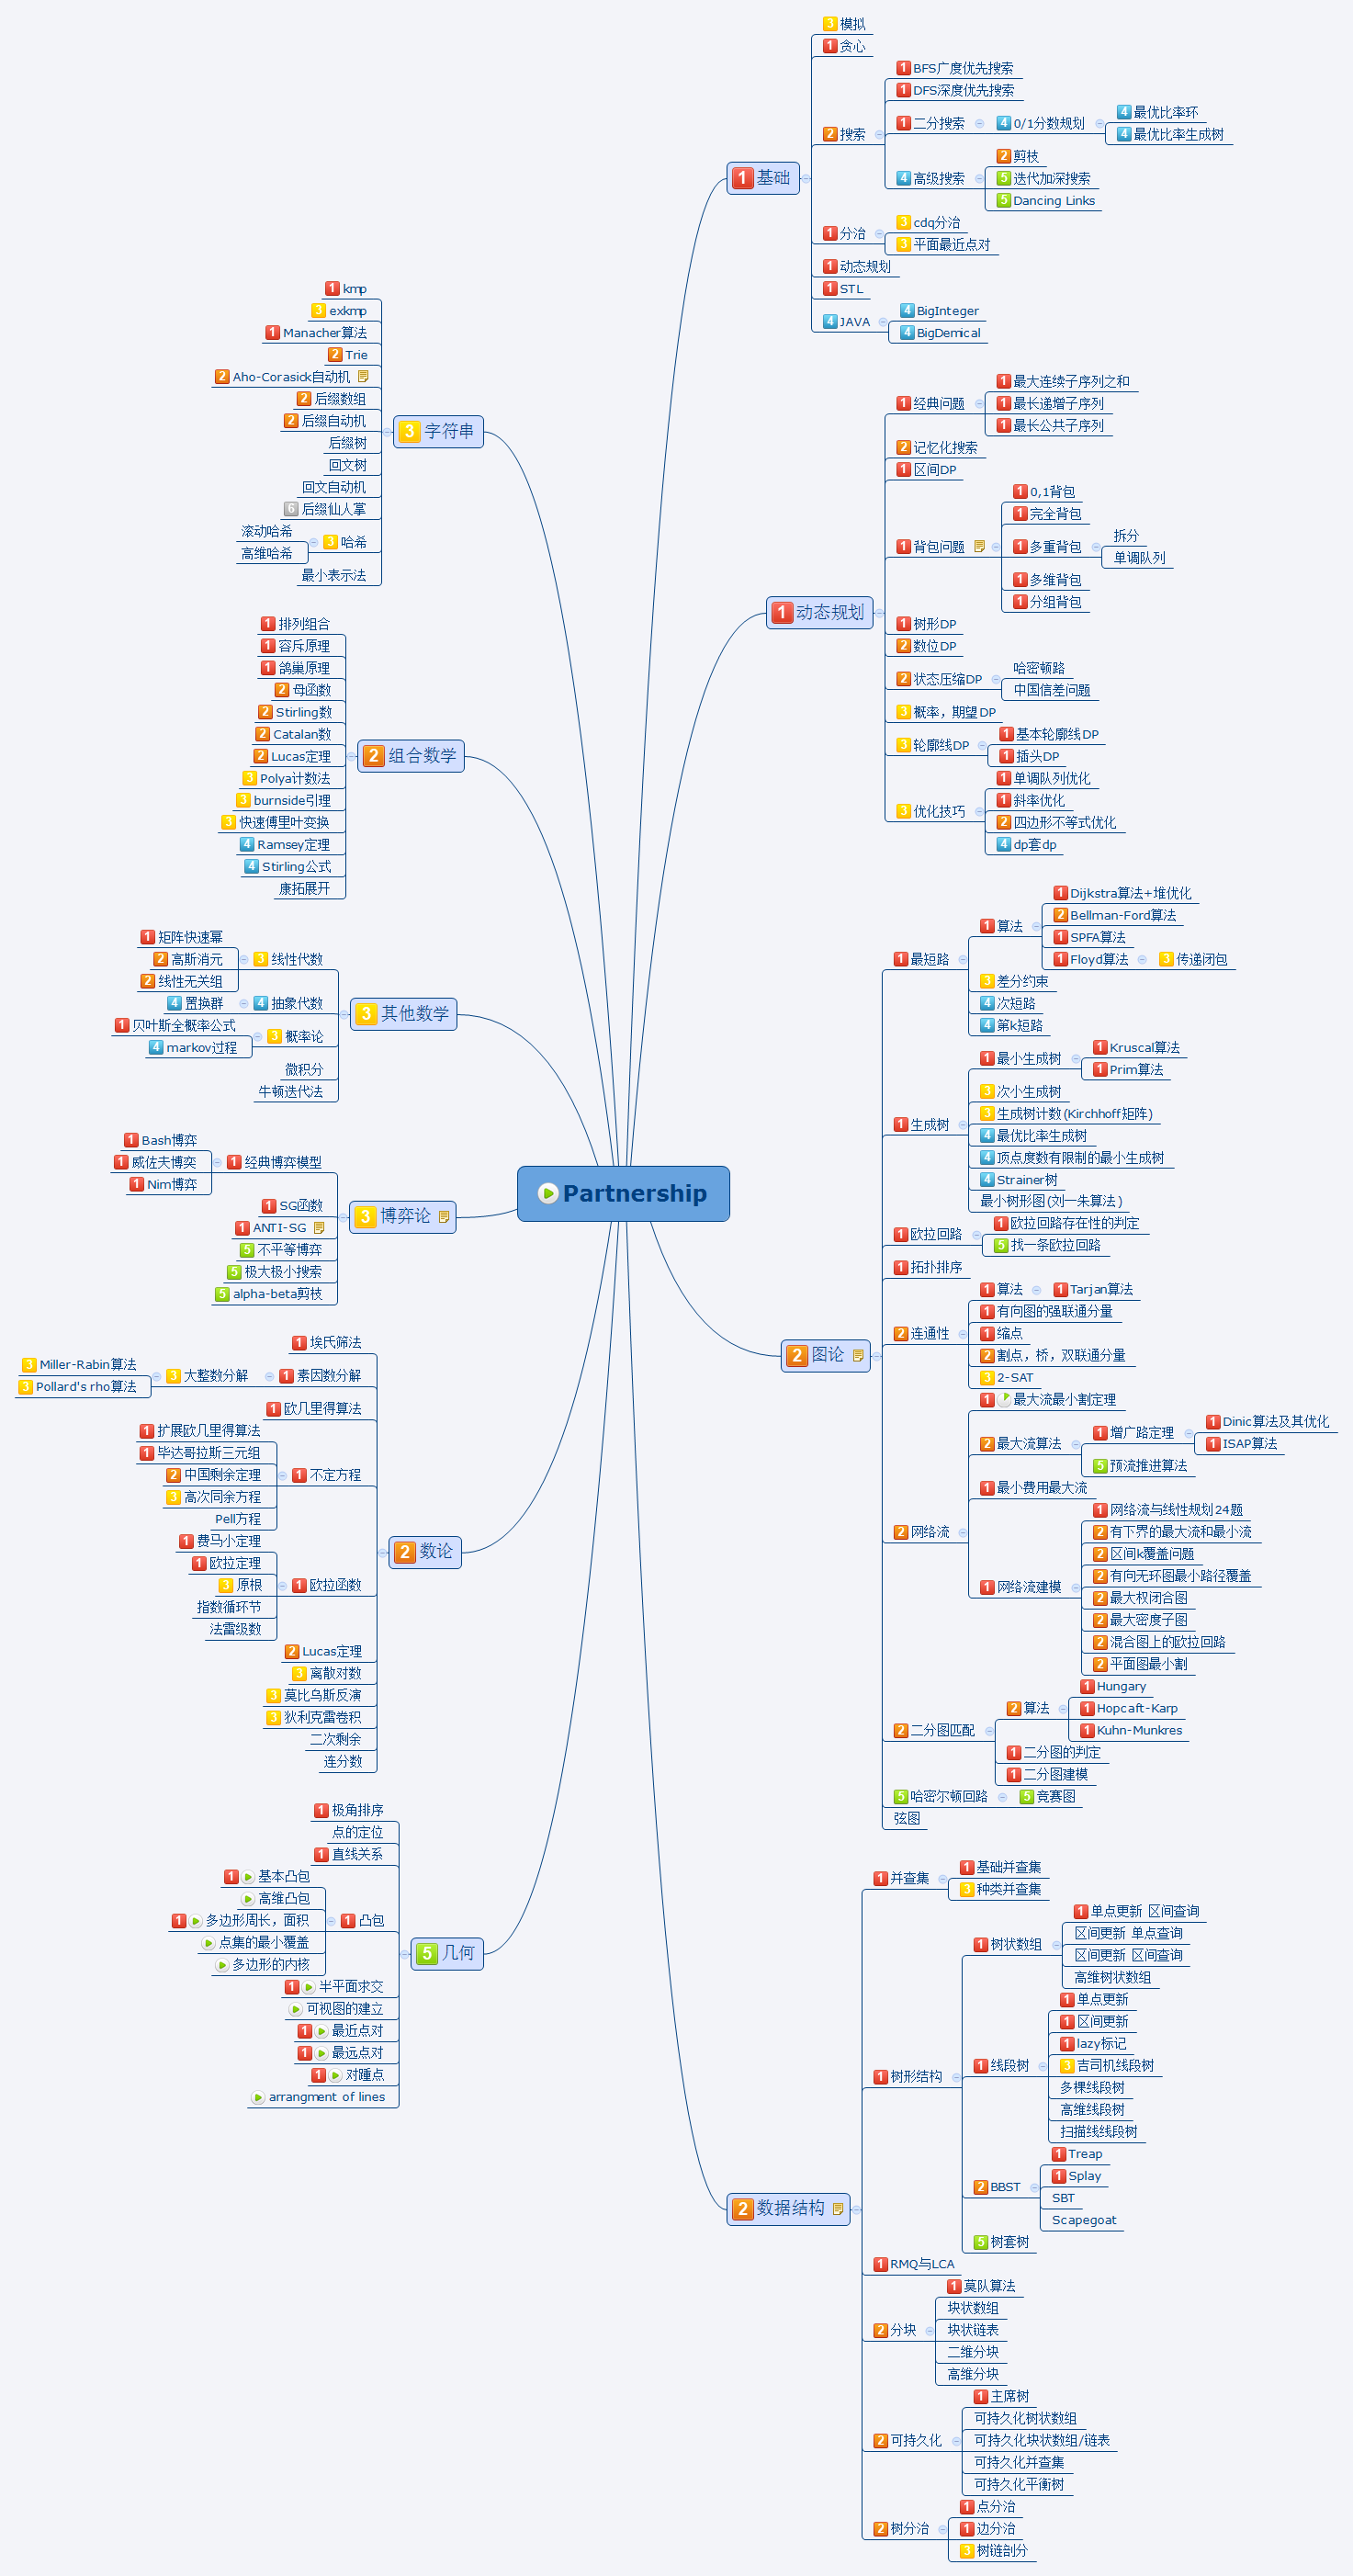 Partnership
1 基础
3 模拟
1 贪心
2 搜索
1 BFS广度优先搜索
1 DFS深度优先搜索
1 二分搜索
4 0/1分数规划
4 最优比率环
4 最优比率生成树
4 高级搜索
2 剪枝
5 迭代加深搜索
5 Dancing Links
1 分治
3 cdq分治
3 平面最近点对
1 动态规划
1 STL
4 JAVA
4 BigInteger
4 BigDemical
1 动态规划
1 经典问题
1 最大连续子序列之和
1 最长递增子序列
1 最长公共子序列
2 记忆化搜索
1 区间DP
1 背包问题
1 0,1背包
1 完全背包
1 多重背包
拆分
单调队列
1 多维背包
1 分组背包
1 树形DP
2 数位DP
2 状态压缩DP
哈密顿路
中国信差问题
3 概率，期望DP
3 轮廓线DP
1 基本轮廓线DP
1 插头DP
3 优化技巧
1 单调队列优化
1 斜率优化
2 四边形不等式优化
4 dp套dp
2 图论
1 最短路
1 算法
1 Dijkstra算法+堆优化
2 Bellman-Ford算法
1 SPFA算法
1 Floyd算法
3 传递闭包
3 差分约束
4 次短路
4 第k短路
1 生成树
1 最小生成树
1 Kruscal算法
1 Prim算法
3 次小生成树
3 生成树计数(Kirchhoff矩阵)
4 最优比率生成树
4 顶点度数有限制的最小生成树
4 Strainer树
最小树形图(刘一朱算法)
1 欧拉回路
1 欧拉回路存在性的判定
5 找一条欧拉回路
1 拓扑排序
2 连通性
1 算法
1 Tarjan算法
1 有向图的强联通分量
1 缩点
2 割点，桥，双联通分量
3 2-SAT
2 网络流
1 最大流最小割定理
2 最大流算法
1 增广路定理
1 Dinic算法及其优化
1 ISAP算法
5 预流推进算法
1 最小费用最大流
1 网络流建模
1 网络流与线性规划24题
2 有下界的最大流和最小流
2 区间k覆盖问题
2 有向无环图最小路径覆盖
2 最大权闭合图
2 最大密度子图
2 混合图上的欧拉回路
2 平面图最小割
2 二分图匹配
2 算法
1 Hungary
1 Hopcaft-Karp
1 Kuhn-Munkres
1 二分图的判定
1 二分图建模
5 哈密尔顿回路
5 竞赛图
弦图
2 数据结构
1 并查集
1 基础并查集
3 种类并查集
1 树形结构
1 树状数组
1 单点更新 区间查询
区间更新 单点查询
区间更新 区间查询
高维树状数组
1 线段树
1 单点更新
1 区间更新
1 lazy标记
3 吉司机线段树
多棵线段树
高维线段树
扫描线线段树
2 BBST
1 Treap
1 Splay
SBT
Scapegoat
5 树套树
1 RMQ与LCA
2 分块
1 莫队算法
块状数组
块状链表
二维分块
高维分块
2 可持久化
1 主席树
可持久化树状数组
可持久化块状数组/链表
可持久化并查集
可持久化平衡树
2 树分治
1 点分治
1 边分治
3 树链剖分
3 字符串
1 kmp
3 exkmp
1 Manacher算法
2 Trie
2 Aho-Corasick自动机
2 后缀数组
2 后缀自动机
后缀树
回文树
回文自动机
6 后缀仙人掌
3 哈希
滚动哈希
高维哈希
最小表示法
2 组合数学
1 排列组合
1 容斥原理
1 鸽巢原理
2 母函数
2 Stirling数
2 Catalan数
2 Lucas定理
3 Polya计数法
3 burnside引理
3 快速傅里叶变换
4 Ramsey定理
4 Stirling公式
康拓展开
3 其他数学
3 线性代数
1 矩阵快速幂
2 高斯消元
2 线性无关组
4 抽象代数
4 置换群
3 概率论
1 贝叶斯全概率公式
4 markov过程
微积分
牛顿迭代法
3 博弈论
1 经典博弈模型
1 Bash博弈
1 威佐夫博奕
1 Nim博弈
1 SG函数
1 ANTI-SG
5 不平等博弈
5 极大极小搜索
5 alpha-beta剪枝
2 数论
1 埃氏筛法
1 素因数分解
3 大整数分解
3 Miller-Rabin算法
3 Pollard's rho算法
1 欧几里得算法
1 不定方程
1 扩展欧几里得算法
1 毕达哥拉斯三元组
2 中国剩余定理
3 高次同余方程
Pell方程
1 欧拉函数
1 费马小定理
1 欧拉定理
3 原根
指数循环节
法雷级数
2 Lucas定理
3 离散对数
3 莫比乌斯反演
3 狄利克雷卷积
二次剩余
连分数
5 几何
1 极角排序
点的定位
1 直线关系
1 凸包
1 基本凸包
高维凸包
1 多边形周长，面积
点集的最小覆盖
多边形的内核
1 半平面求交
可视图的建立
1 最近点对
1 最远点对
1 对踵点
arrangment of lines